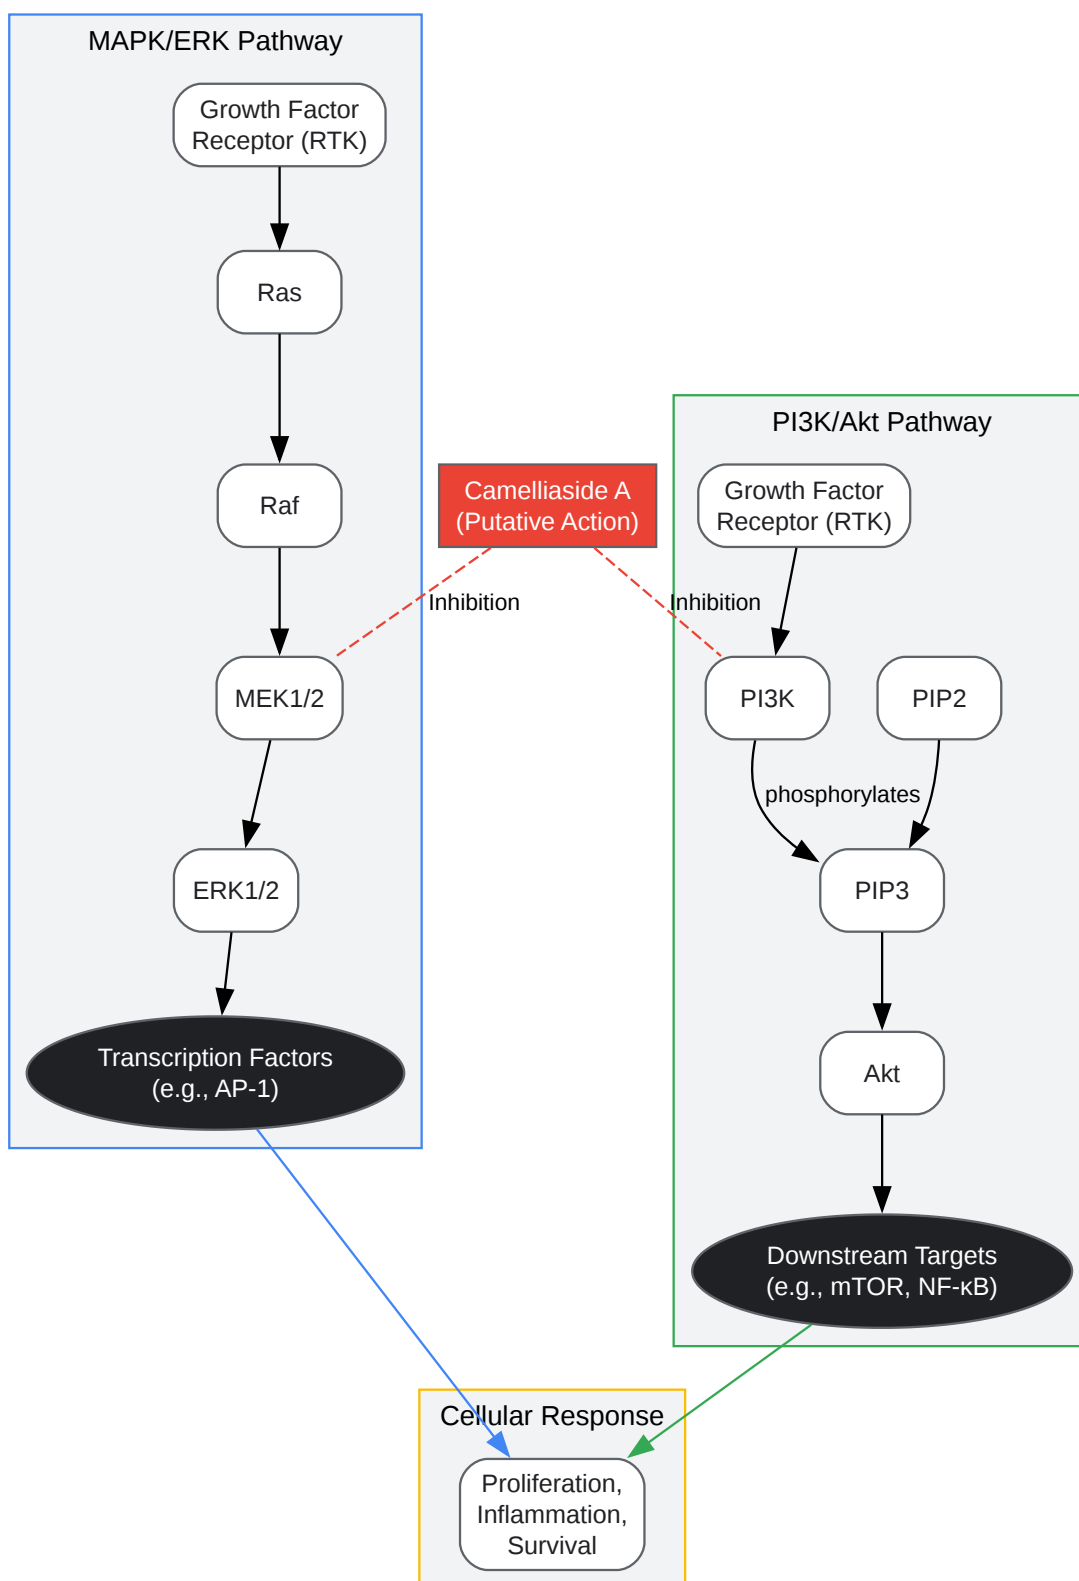 MAPK/ERK Pathway
Growth Factor
Receptor (RTK)
Ras
Raf
MEK1/2
ERK1/2
Transcription Factors
(e.g., AP-1)
Camelliaside A
(Putative Action)
Inhibition
Inhibition
PI3K/Akt Pathway
Growth Factor
Receptor (RTK)
PI3K
PIP2
phosphorylates
PIP3
Akt
Downstream Targets
(e.g., mTOR, NF-κB)
Cellular Response
Proliferation,
Inflammation,
Survival